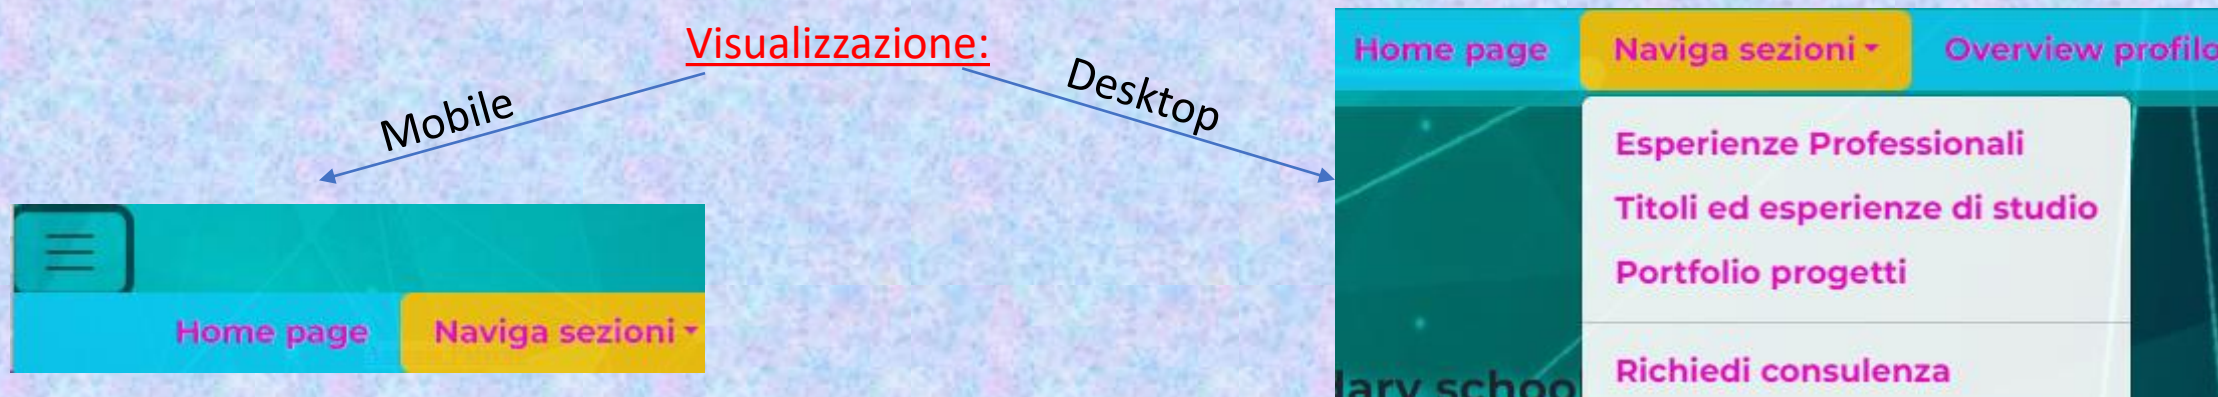 Visualizzazione:
Mobile
Desktop
Home page Naviga sezioni
Home page Naviga sezioni Overview profilo
Esperienze Professionali
Titoli ed esperienze di studio
Portfolio progetti
Richiedi consulenza